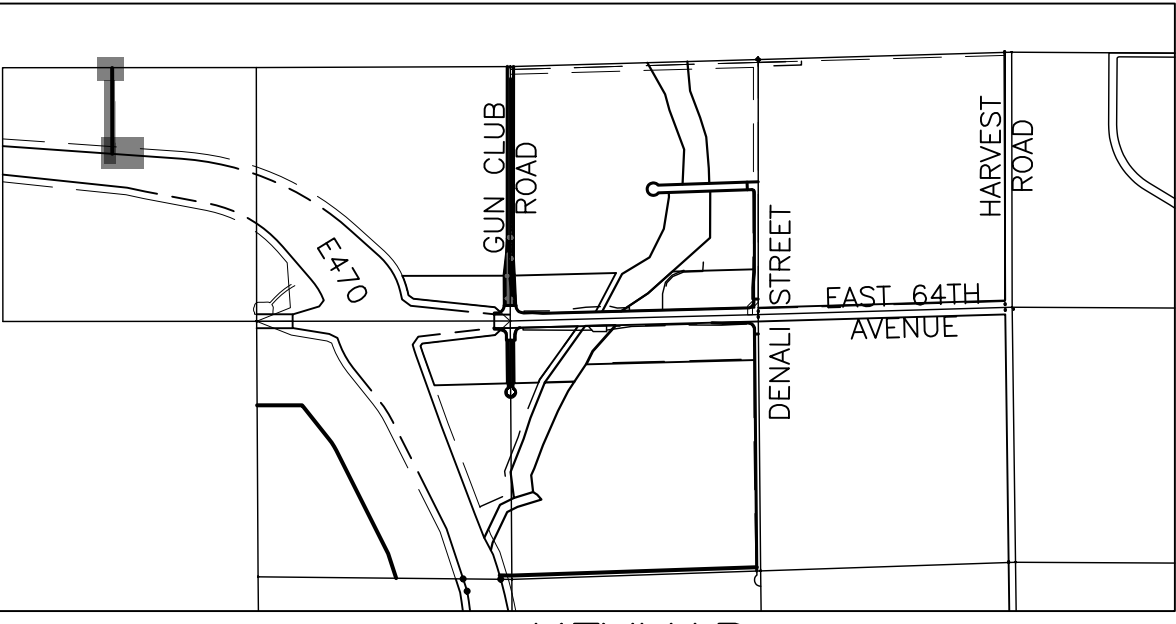 GUN CLUB
ROAD
HARVEST
ROAD
E470
DENALI STREET
EAST 64TH
AVENUE